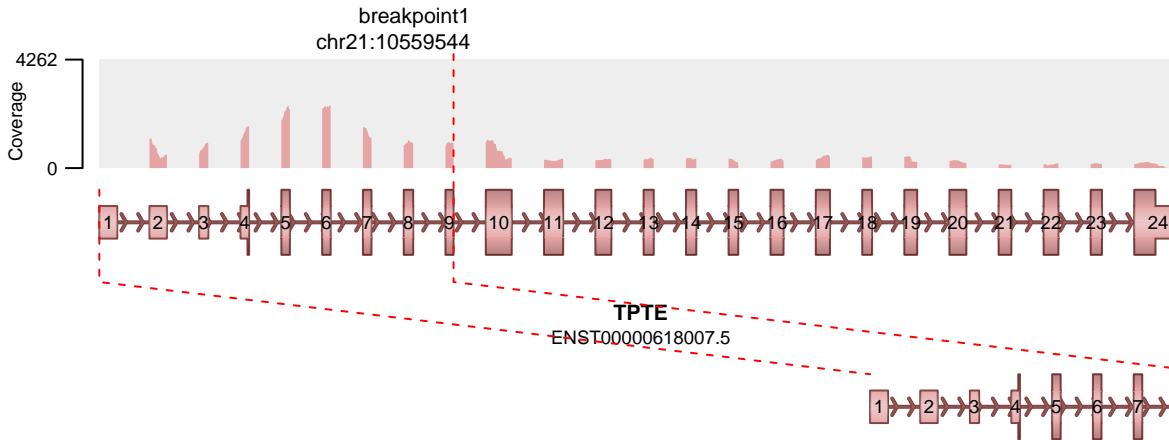 breakpoint1
chr21:10559544
4262
Coverage
0
1 2 3 4 5 6 7 8 9 10 11 12 13 14 15 16 17 18 19 20 21 22 23 24
TPTE
ENST00000618007.5
1 2 3 4 5 6 7